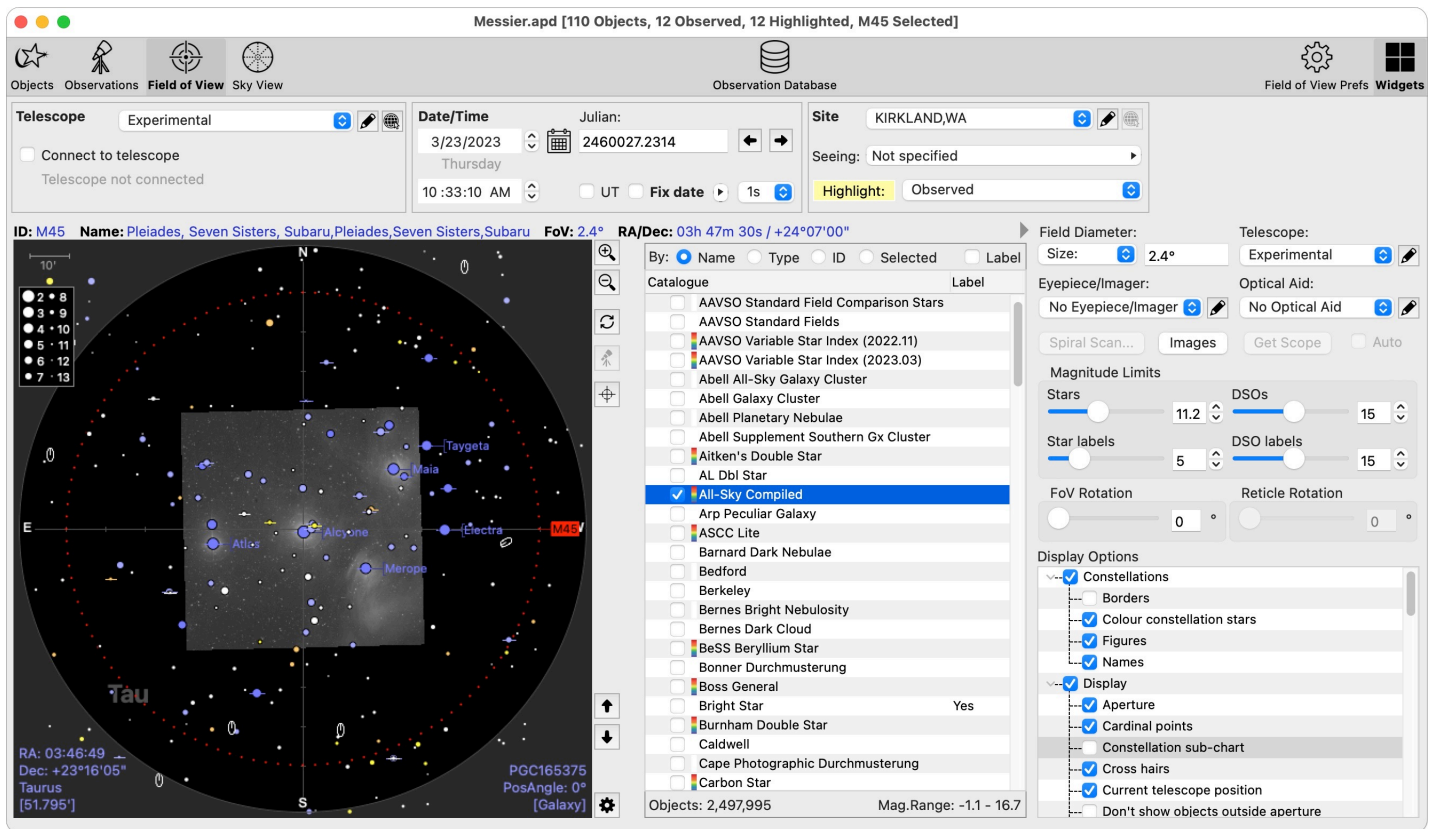 Messier.apd [110 Objects, 12 Observed, 12 Highlighted, M45 Selected]
Objects Observations Field of View Sky View Observation Database Field of View Prefs Widgets
Telescope Experimental
Connect to telescope
Telescope not connected
Date/Time Julian:
3/23/2023 2460027.2314
Thursday
10:33:10 AM UT Fix date 1s
Site KIRKLAND,WA
Seeing: Not specified
Highlight: Observed
ID: M45 Name: Pleiades, Seven Sisters, Subaru,Pleiades,Seven Sisters,Subaru FoV: 2.4° RA/Dec: 03h 47m 30s / +24°07'00"
10'
N
2 8
3 9
4 10
5 11
6 12
7 13
Taygeta
Maia
E Alcyone Electra M45 W
Atlas
Merope
Tau
RA: 03:46:49
Dec: +23°16'05"
Taurus
[51.795']
S
PGC165375
PosAngle: 0°
[Galaxy]
By: Name Type ID Selected Label
Catalogue Label
AAVSO Standard Field Comparison Stars
AAVSO Standard Fields
AAVSO Variable Star Index (2022.11)
AAVSO Variable Star Index (2023.03)
Abell All-Sky Galaxy Cluster
Abell Galaxy Cluster
Abell Planetary Nebulae
Abell Supplement Southern Gx Cluster
Aitken's Double Star
AL Dbl Star
All-Sky Compiled
Arp Peculiar Galaxy
ASCC Lite
Barnard Dark Nebulae
Bedford
Berkeley
Bernes Bright Nebulosity
Bernes Dark Cloud
BeSS Beryllium Star
Bonner Durchmusterung
Boss General
Bright Star Yes
Burnham Double Star
Caldwell
Cape Photographic Durchmusterung
Carbon Star
Objects: 2,497,995 Mag.Range: -1.1 - 16.7
Field Diameter: Telescope:
Size: 2.4° Experimental
Eyepiece/Imager: Optical Aid:
No Eyepiece/Imager No Optical Aid
Spiral Scan... Images Get Scope Auto
Magnitude Limits
Stars DSOs
11.2 15
Star labels DSO labels
5 15
FoV Rotation Reticle Rotation
0 ° 0 °
Display Options
Constellations
Borders
Colour constellation stars
Figures
Names
Display
Aperture
Cardinal points
Constellation sub-chart
Cross hairs
Current telescope position
Don't show objects outside aperture